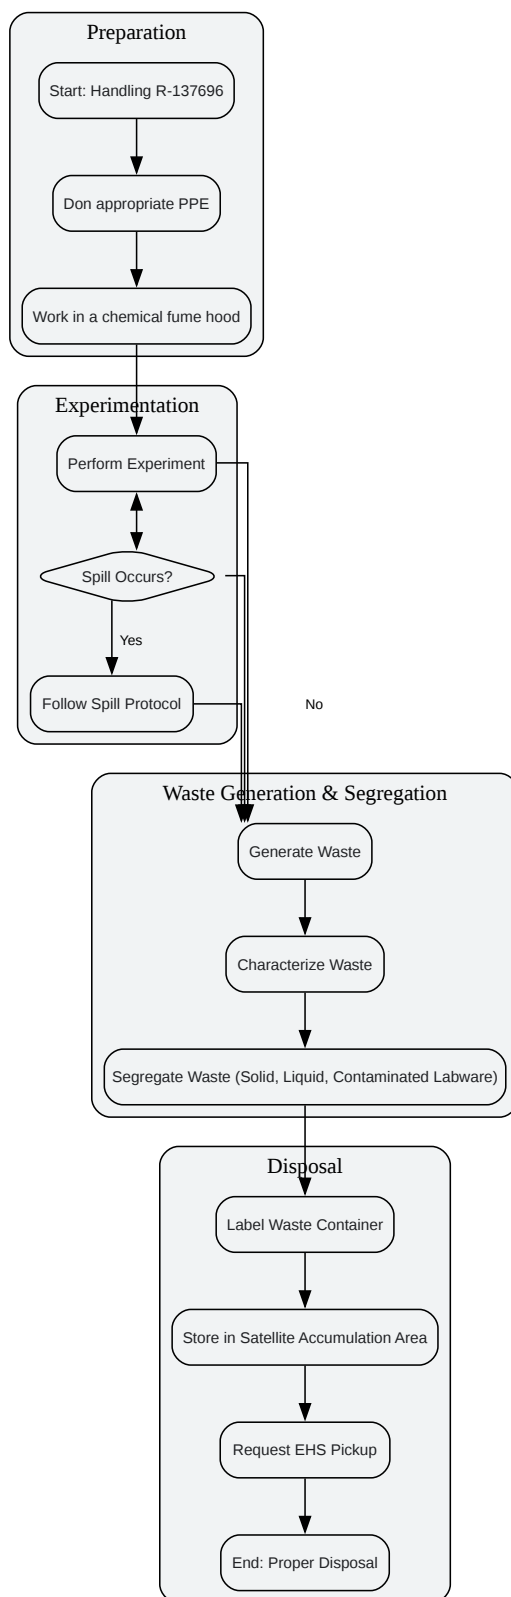 Preparation
Start: Handling R-137696
Don appropriate PPE
Work in a chemical fume hood
Experimentation
Perform Experiment
Spill Occurs?
Yes
Follow Spill Protocol
No
Waste Generation & Segregation
Generate Waste
Characterize Waste
Segregate Waste (Solid, Liquid, Contaminated Labware)
Disposal
Label Waste Container
Store in Satellite Accumulation Area
Request EHS Pickup
End: Proper Disposal